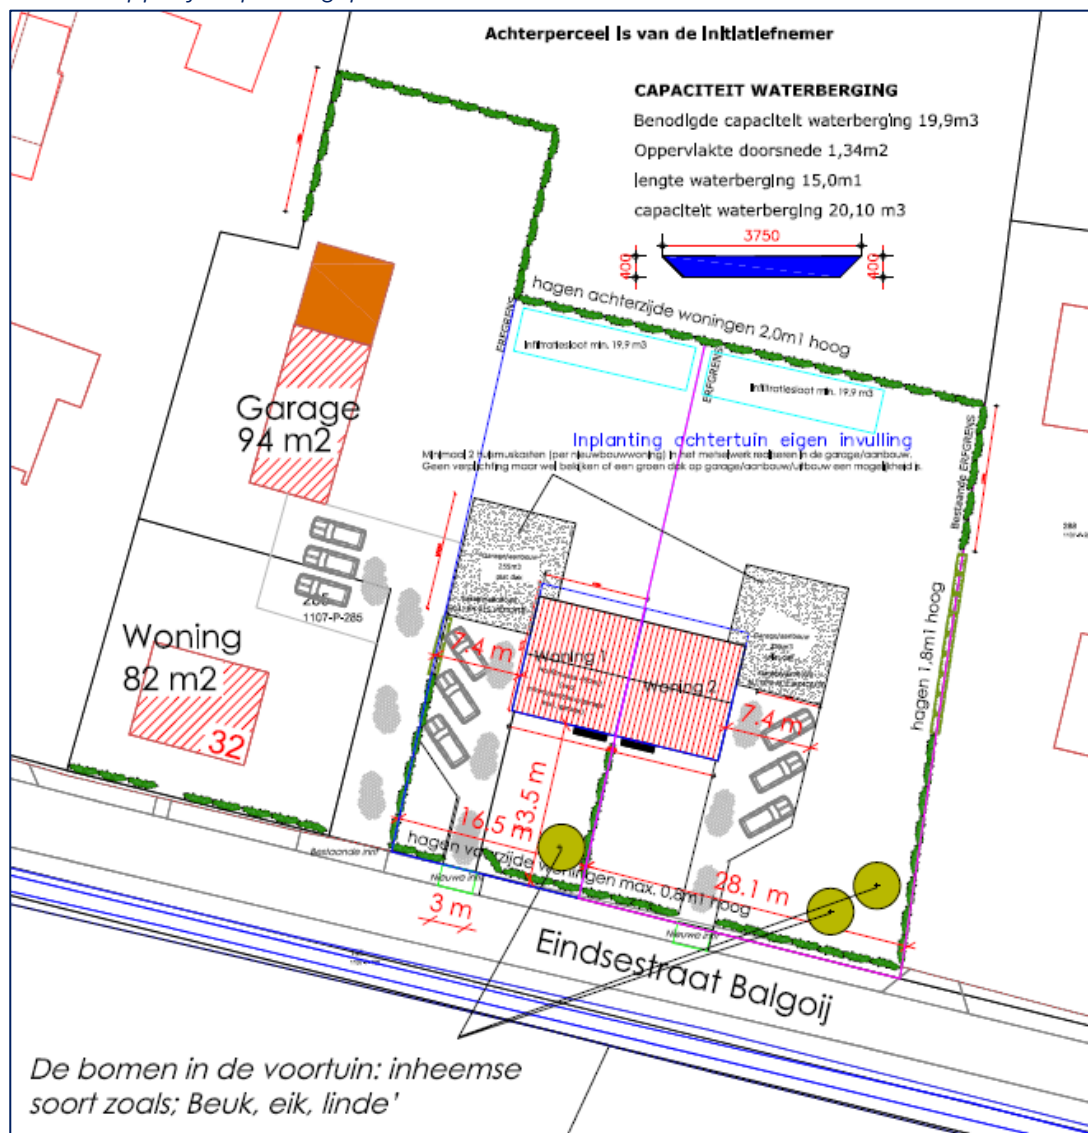 Achterperceel is van de initiatiefnemer
CAPACITEIT WATERBERGING
Benodigde capaciteit waterberging 19,9m3
Oppervlakte doorsnede 1,34m2
lengte waterberging 15,0m1
capaciteit waterberging 20,10 m3
3750
400
400
hagen achterzijde woningen 2.0m1 hoog
ERFGRENS
Infiltratiesloot min. 19,9 m3
ERFGRENS
Infiltratiesloot min. 19,9 m3
Garage
94 m2
Inplanting achtertuin eigen invulling
Minimaal 2 huismuskasten (per nieuwbouwwoning) in het metselwerk realiseren in de garage/aanbouw.
Geen verplichting maar wel bekijken of een groen dak op garage/aanbouw/uitbouw een mogelijkheid is.
Bestaande ERFGRENS
288
285
1107-P-285
Woning
82 m2
32
hagen 1.8m1 hoog
7.4 m
Woning 1
Woning 2
7.4 m
33.5 m
16.5 m
hagen voorzijde woningen max. 0.8m1 hoog
28.1 m
Bestaande inrit
Nieuwe inrit
Nieuwe inrit
3 m
Eindsestraat Balgoij
De bomen in de voortuin: inheemse
soort zoals; Beuk, eik, linde'